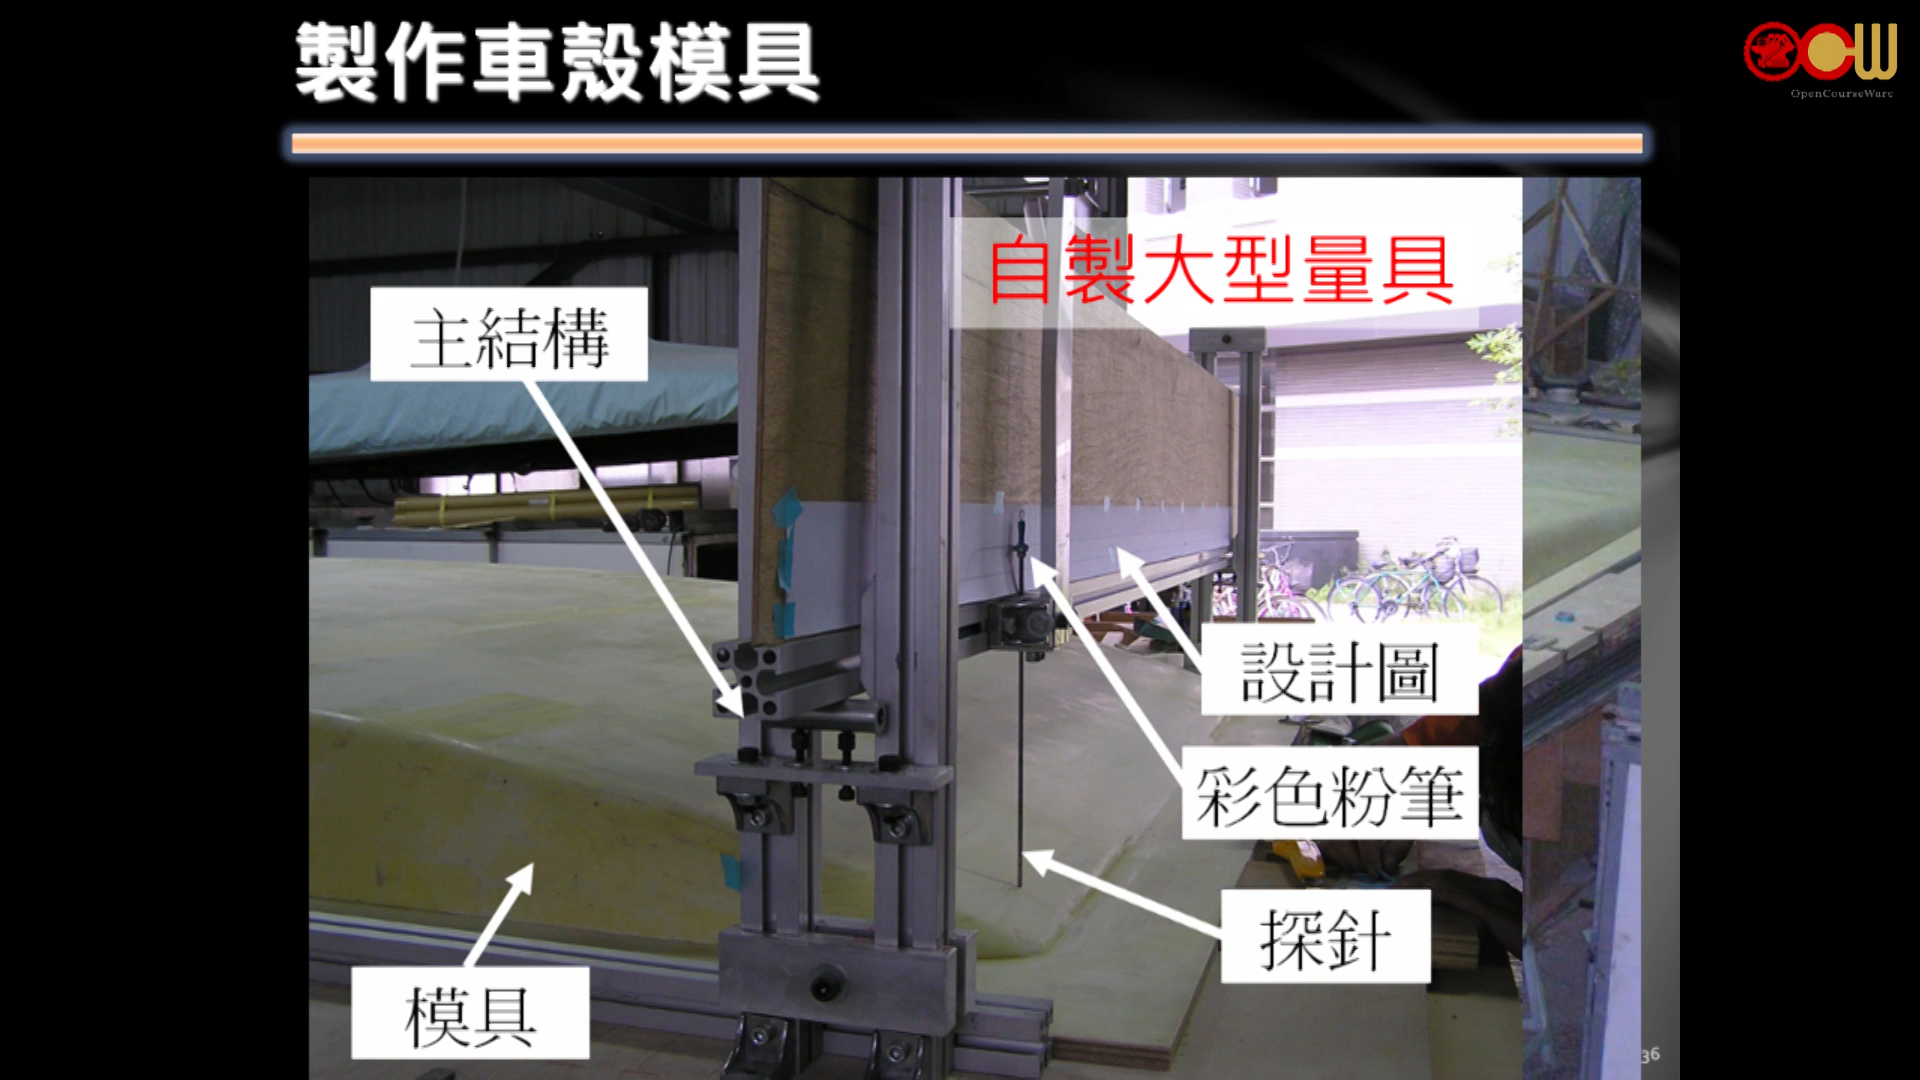 製作車殼模具
OpenCourseWare
自製大型量具
主結構
設計圖
彩色粉筆
探針
模具
36